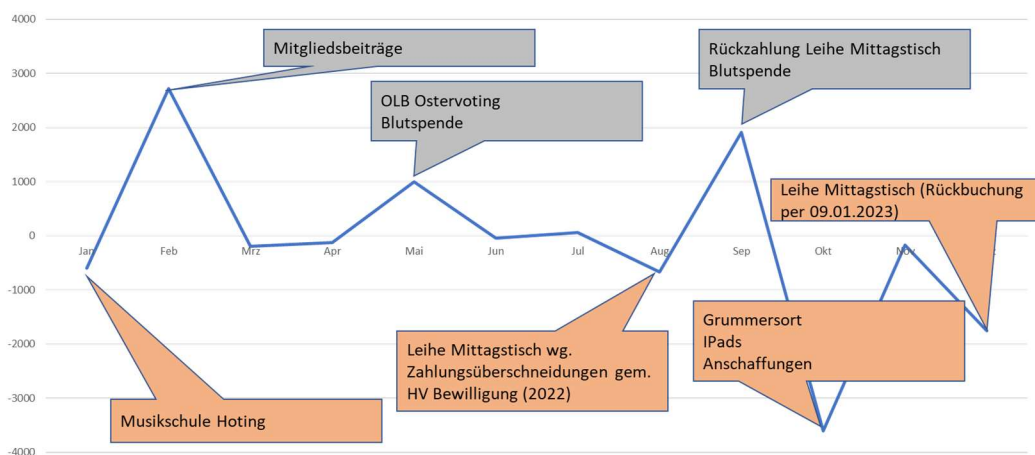 4000
Mitgliedsbeiträge
Rückzahlung Leihe Mittagstisch
Blutspende
3000
OLB Ostervoting
Blutspende
2000
1000
Leihe Mittagstisch (Rückbuchung
per 09.01.2023)
0
Jan Feb Mrz Apr Mai Jun Jul Aug Sep Okt Nov
-1000
Grummersort
IPads
Anschaffungen
-2000
Leihe Mittagstisch wg.
Zahlungsüberschneidungen gem.
HV Bewilligung (2022)
-3000
Musikschule Hoting
-4000